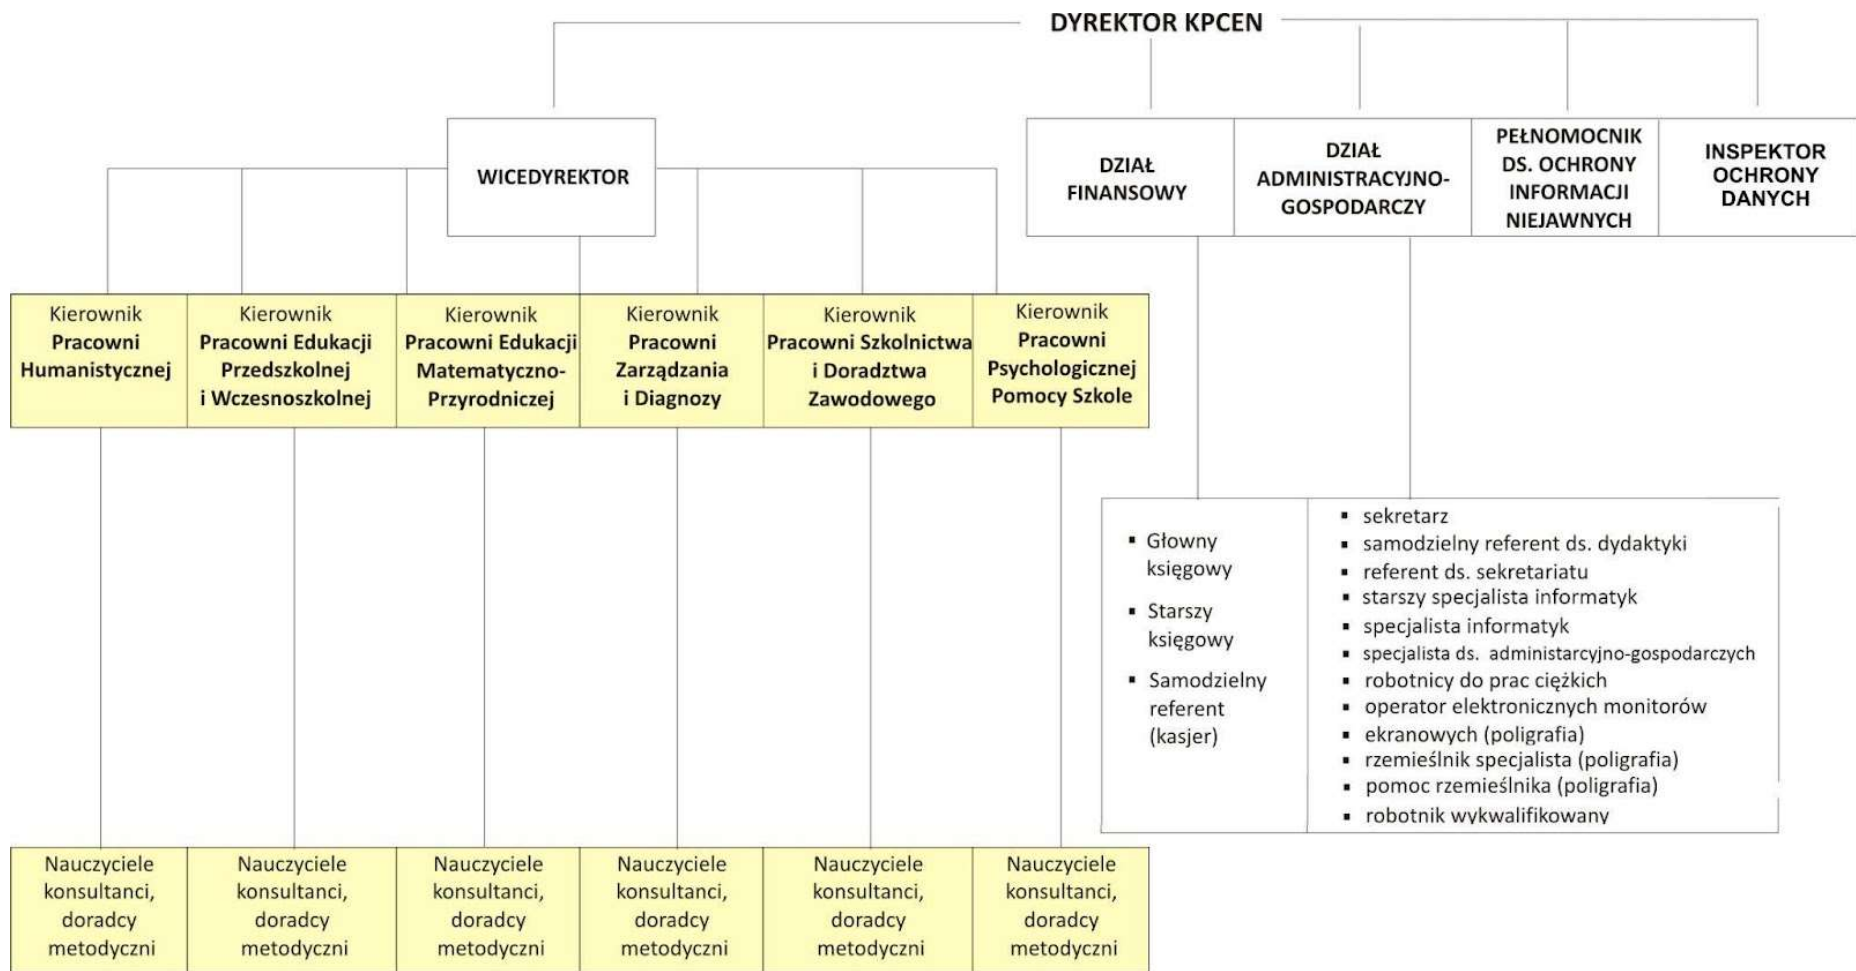 DYREKTOR KPCEN
WICEDYREKTOR
DZIAŁ
FINANSOWY
DZIAŁ
ADMINISTRACYJNO-
GOSPODARCZY
PEŁNOMOCNIK
DS. OCHRONY
INFORMACJI
NIEJAWNYCH
INSPEKTOR
OCHRONY
DANYCH
Kierownik
Pracowni
Humanistycznej
Kierownik
Pracowni Edukacji
Przedszkolnej
i Wczesnoszkolnej
Kierownik
Pracowni Edukacji
Matematyczno-
Przyrodniczej
Kierownik
Pracowni
Zarządzania
i Diagnozy
Kierownik
Pracowni Szkolnictwa
i Doradztwa
Zawodowego
Kierownik
Pracowni
Psychologicznej
Pomocy Szkole
▪ Głowny
księgowy
▪ Starszy
księgowy
▪ Samodzielny
referent
(kasjer)
▪ sekretarz
▪ samodzielny referent ds. dydaktyki
▪ referent ds. sekretariatu
▪ starszy specjalista informatyk
▪ specjalista informatyk
▪ specjalista ds. administarcyjno-gospodarczych
▪ robotnicy do prac ciężkich
▪ operator elektronicznych monitorów
▪ ekranowych (poligrafia)
▪ rzemieślnik specjalista (poligrafia)
▪ pomoc rzemieślnika (poligrafia)
▪ robotnik wykwalifikowany
Nauczyciele
konsultanci,
doradcy
metodyczni
Nauczyciele
konsultanci,
doradcy
metodyczni
Nauczyciele
konsultanci,
doradcy
metodyczni
Nauczyciele
konsultanci,
doradcy
metodyczni
Nauczyciele
konsultanci,
doradcy
metodyczni
Nauczyciele
konsultanci,
doradcy
metodyczni